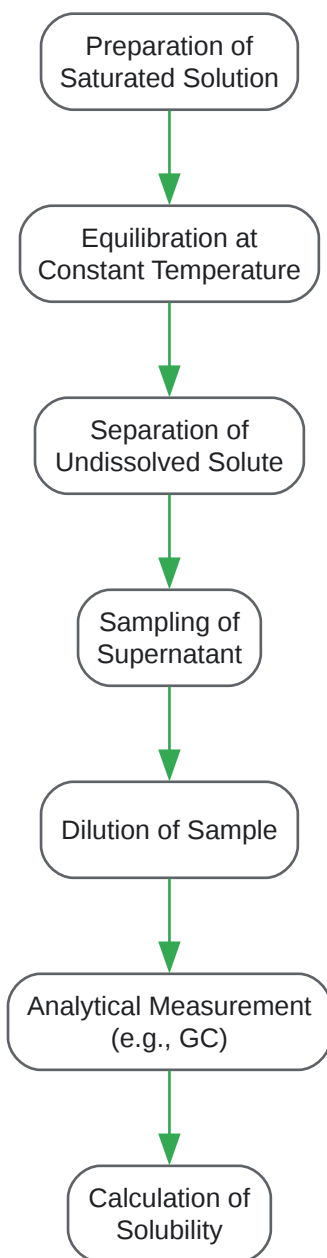 Preparation of
Saturated Solution
Equilibration at
Constant Temperature
Separation of
Undissolved Solute
Sampling of
Supernatant
Dilution of Sample
Analytical Measurement
(e.g., GC)
Calculation of
Solubility